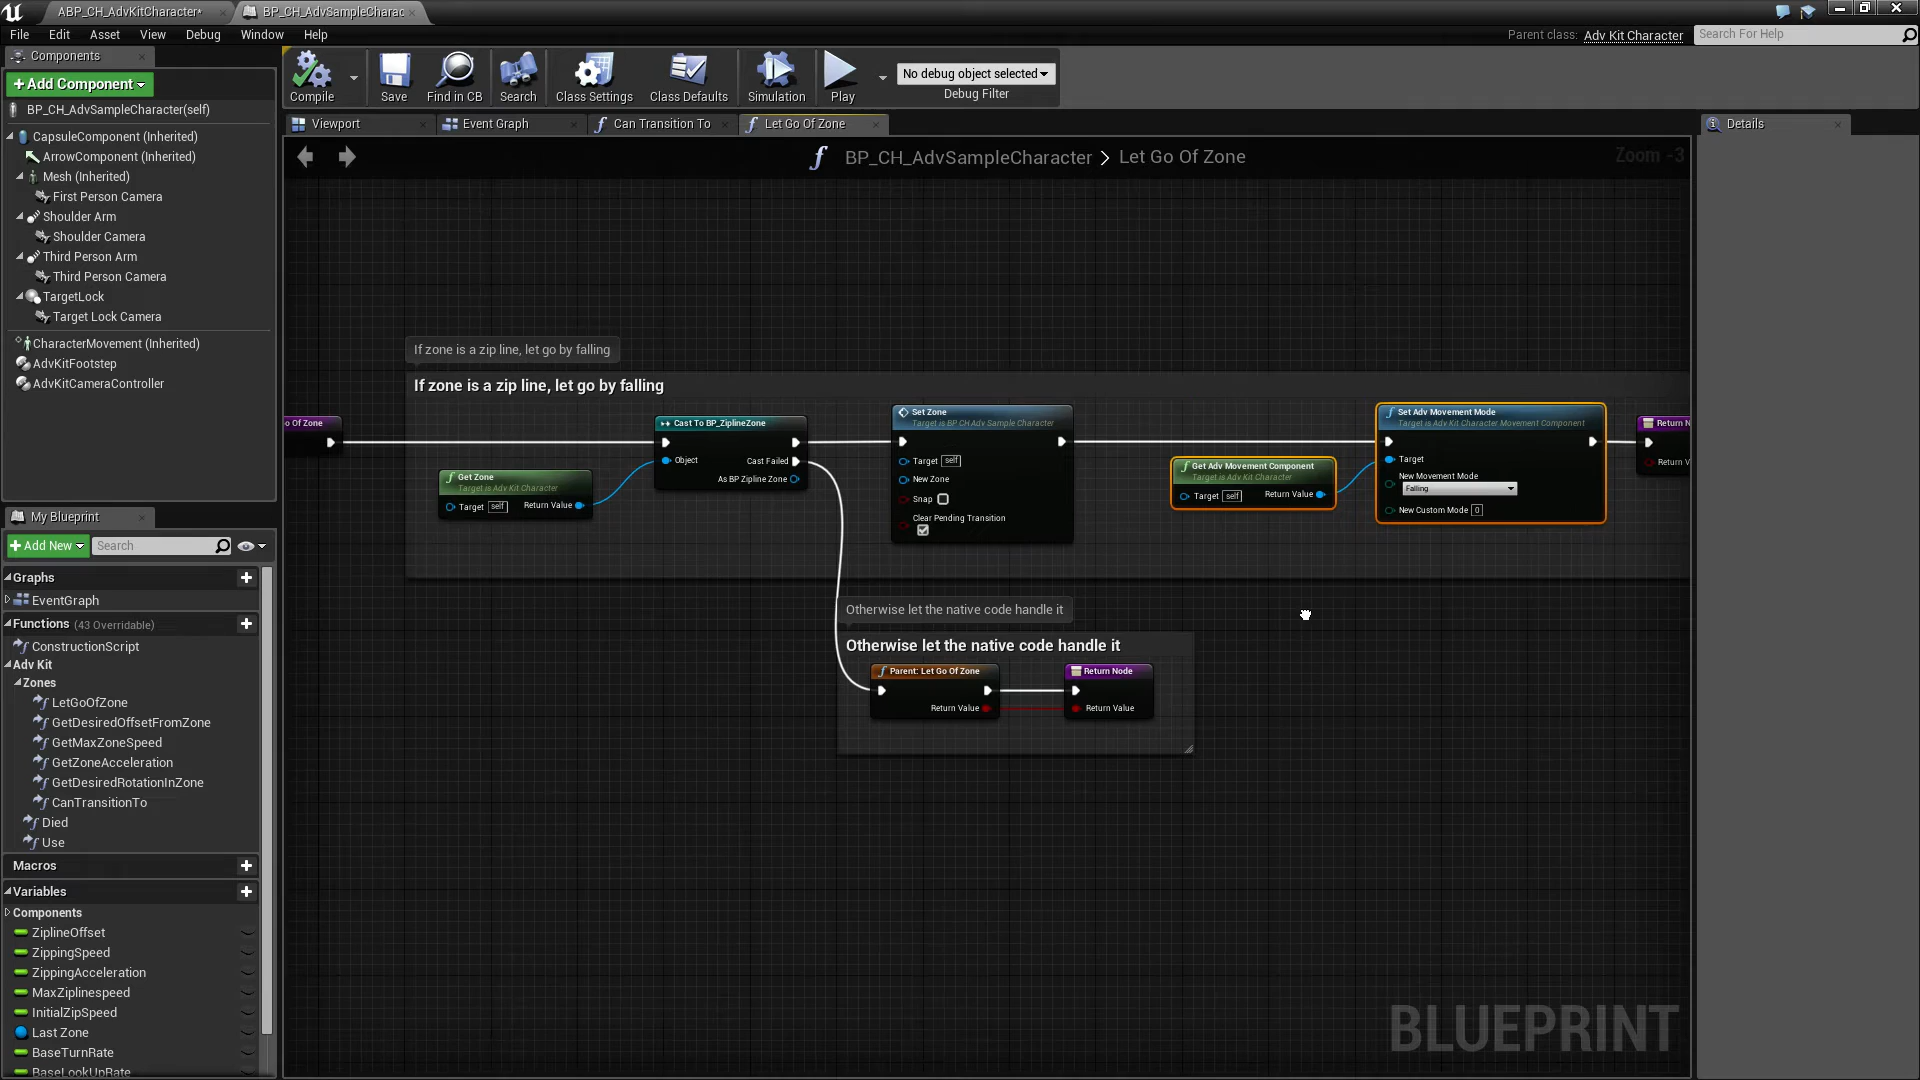 ABP_CH_AdvKitCharacter*
BP_CH_AdvSampleCharac
File Edit Asset View Debug Window Help
Parent class: Adv Kit Character
Search For Help
Components
+Add Component
BP_CH_AdvSampleCharacter(self)
CapsuleComponent (Inherited)
ArrowComponent (Inherited)
Mesh (Inherited)
First Person Camera
Shoulder Arm
Shoulder Camera
Third Person Arm
Third Person Camera
TargetLock
Target Lock Camera
CharacterMovement (Inherited)
AdvKitFootstep
AdvKitCameraController
Compile
Save
Find in CB
Search
Class Settings
Class Defaults
Simulation
Play
No debug object selected
Debug Filter
Viewport
Event Graph
Can Transition To
Let Go Of Zone
Details
BP_CH_AdvSampleCharacter > Let Go Of Zone
Zoom -3
If zone is a zip line, let go by falling
If zone is a zip line, let go by falling
o Of Zone
Get Zone
Target is Adv Kit Character
Target self
Return Value
Cast To BP_ZiplineZone
Object
Cast Failed
As BP Zipline Zone
Set Zone
Target is BP CH Adv Sample Character
Target self
New Zone
Snap
Clear Pending Transition
Get Adv Movement Component
Target is Adv Kit Character
Target self
Return Value
Set Adv Movement Mode
Target is Adv Kit Character Movement Component
Target
New Movement Mode
Falling
New Custom Mode 0
Return N
Return V
Otherwise let the native code handle it
Otherwise let the native code handle it
Parent: Let Go Of Zone
Return Value
Return Node
Return Value
BLUEPRINT
My Blueprint
+Add New
Search
Graphs
EventGraph
Functions (43 Overridable)
ConstructionScript
Adv Kit
Zones
LetGoOfZone
GetDesiredOffsetFromZone
GetMaxZoneSpeed
GetZoneAcceleration
GetDesiredRotationInZone
CanTransitionTo
Died
Use
Macros
Variables
Components
ZiplineOffset
ZippingSpeed
ZippingAcceleration
MaxZiplinespeed
InitialZipSpeed
Last Zone
BaseTurnRate
BaseLookUpRate